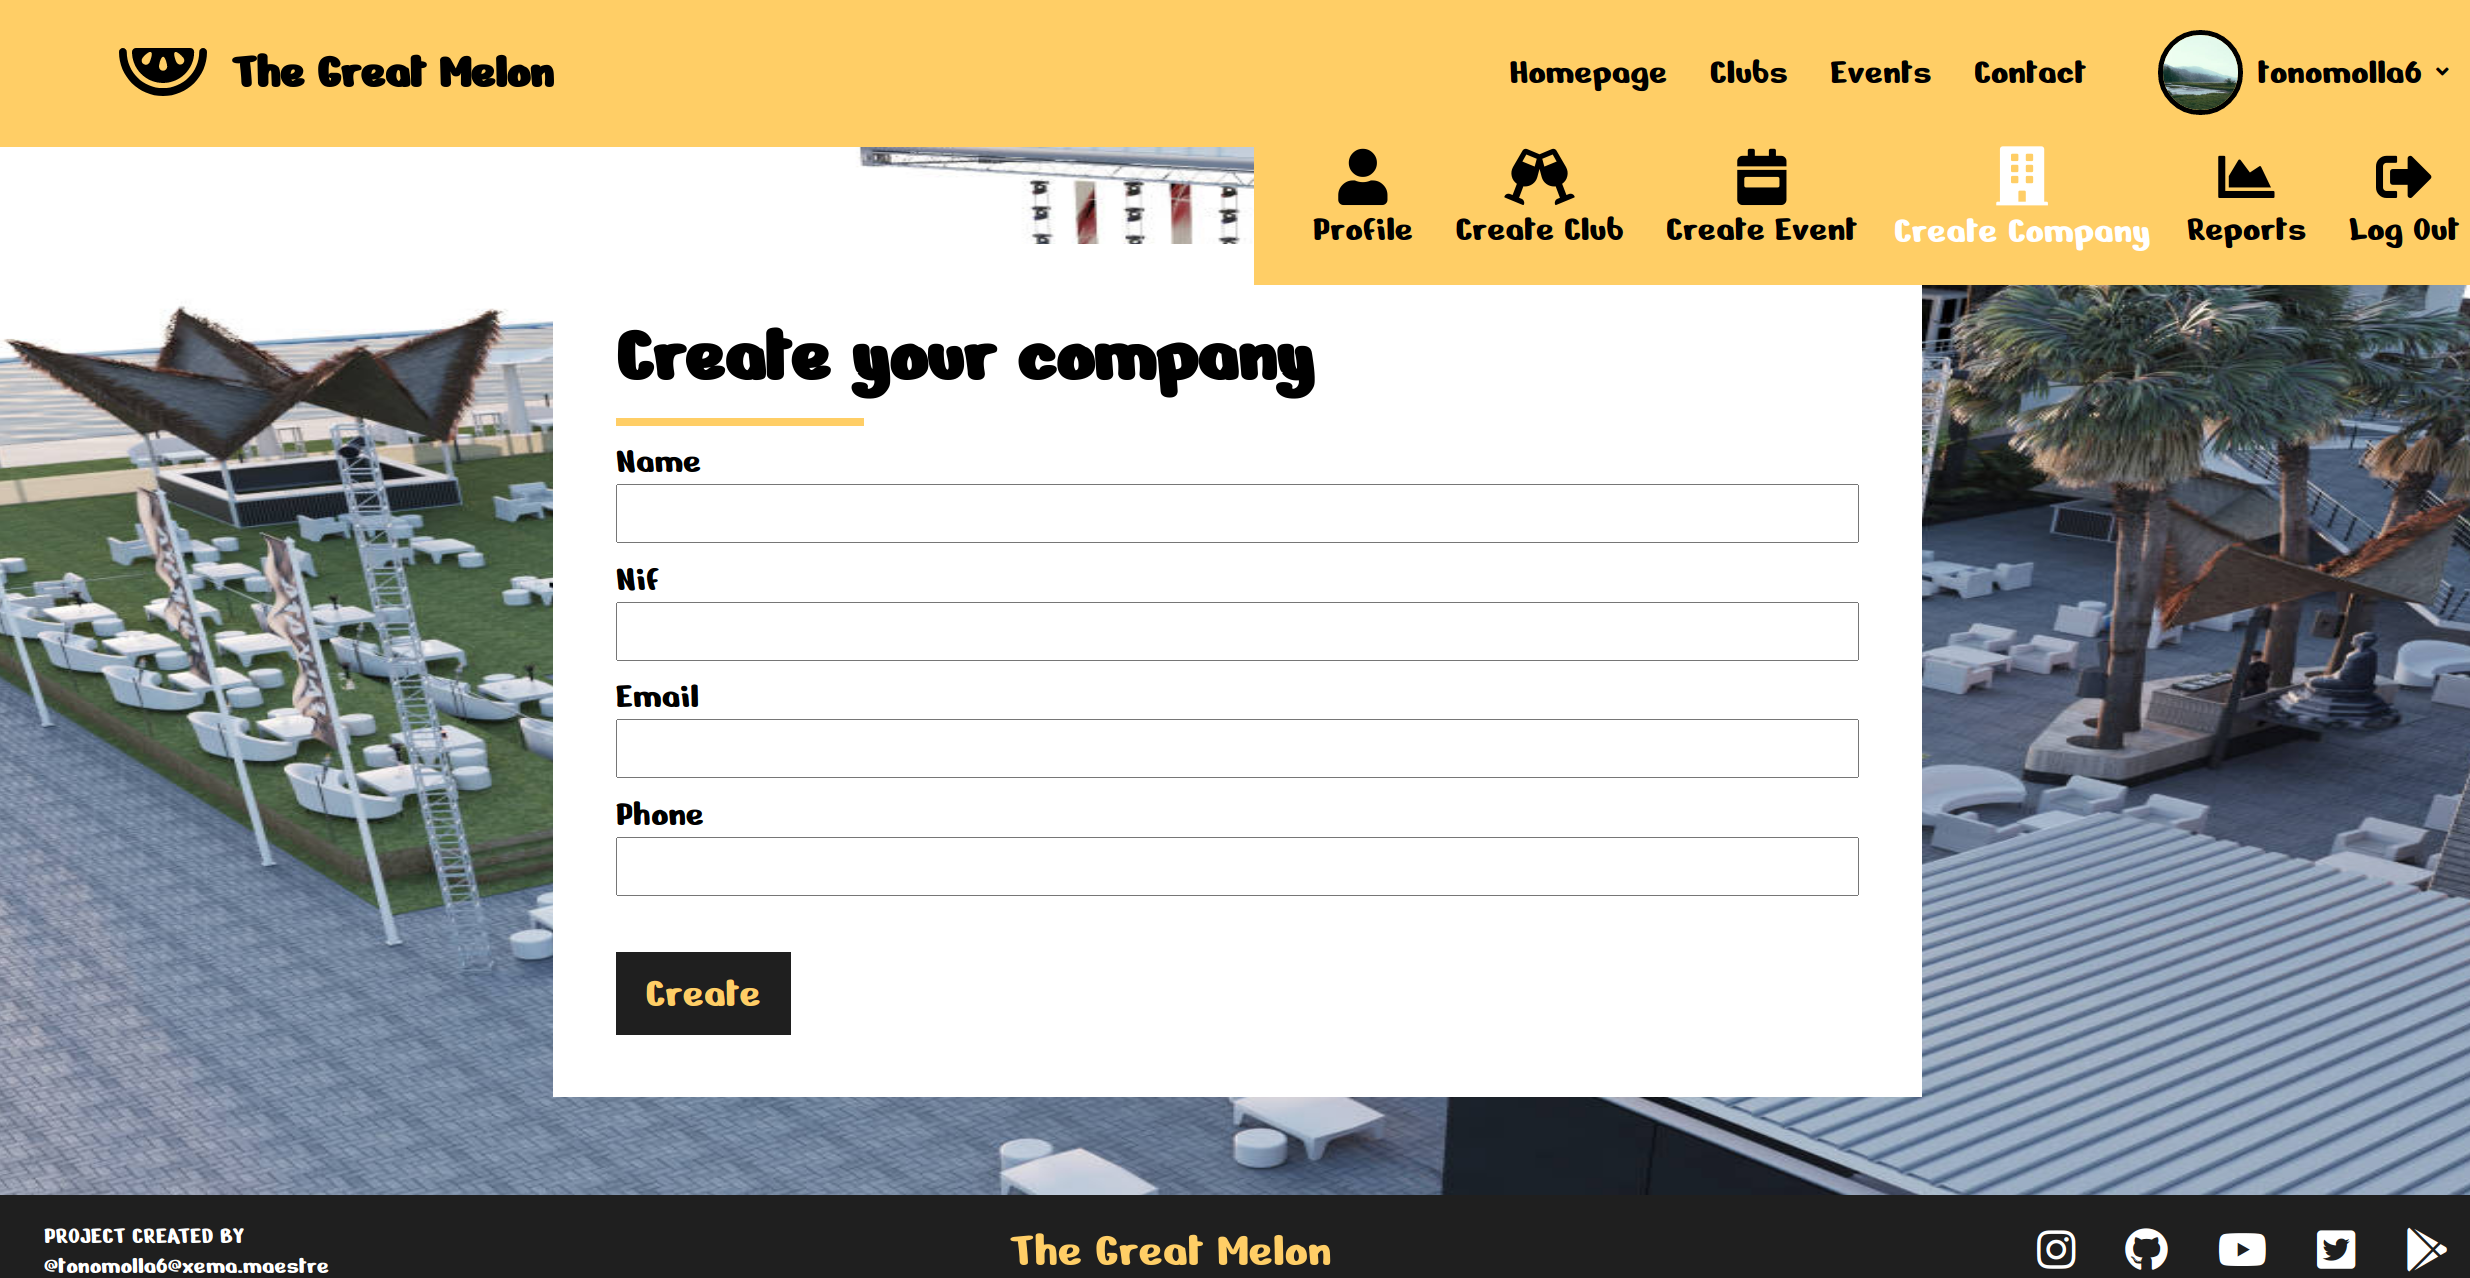 The Great Melon
Homepage
Clubs
Events
Contact
tonomolla6
Profile
Create Club
Create Event
Create Company
Reports
Log Out
Create your company
Name
Nif
Email
Phone
Create
PROJECT CREATED BY
@tonomolla6@xema.maestre
The Great Melon